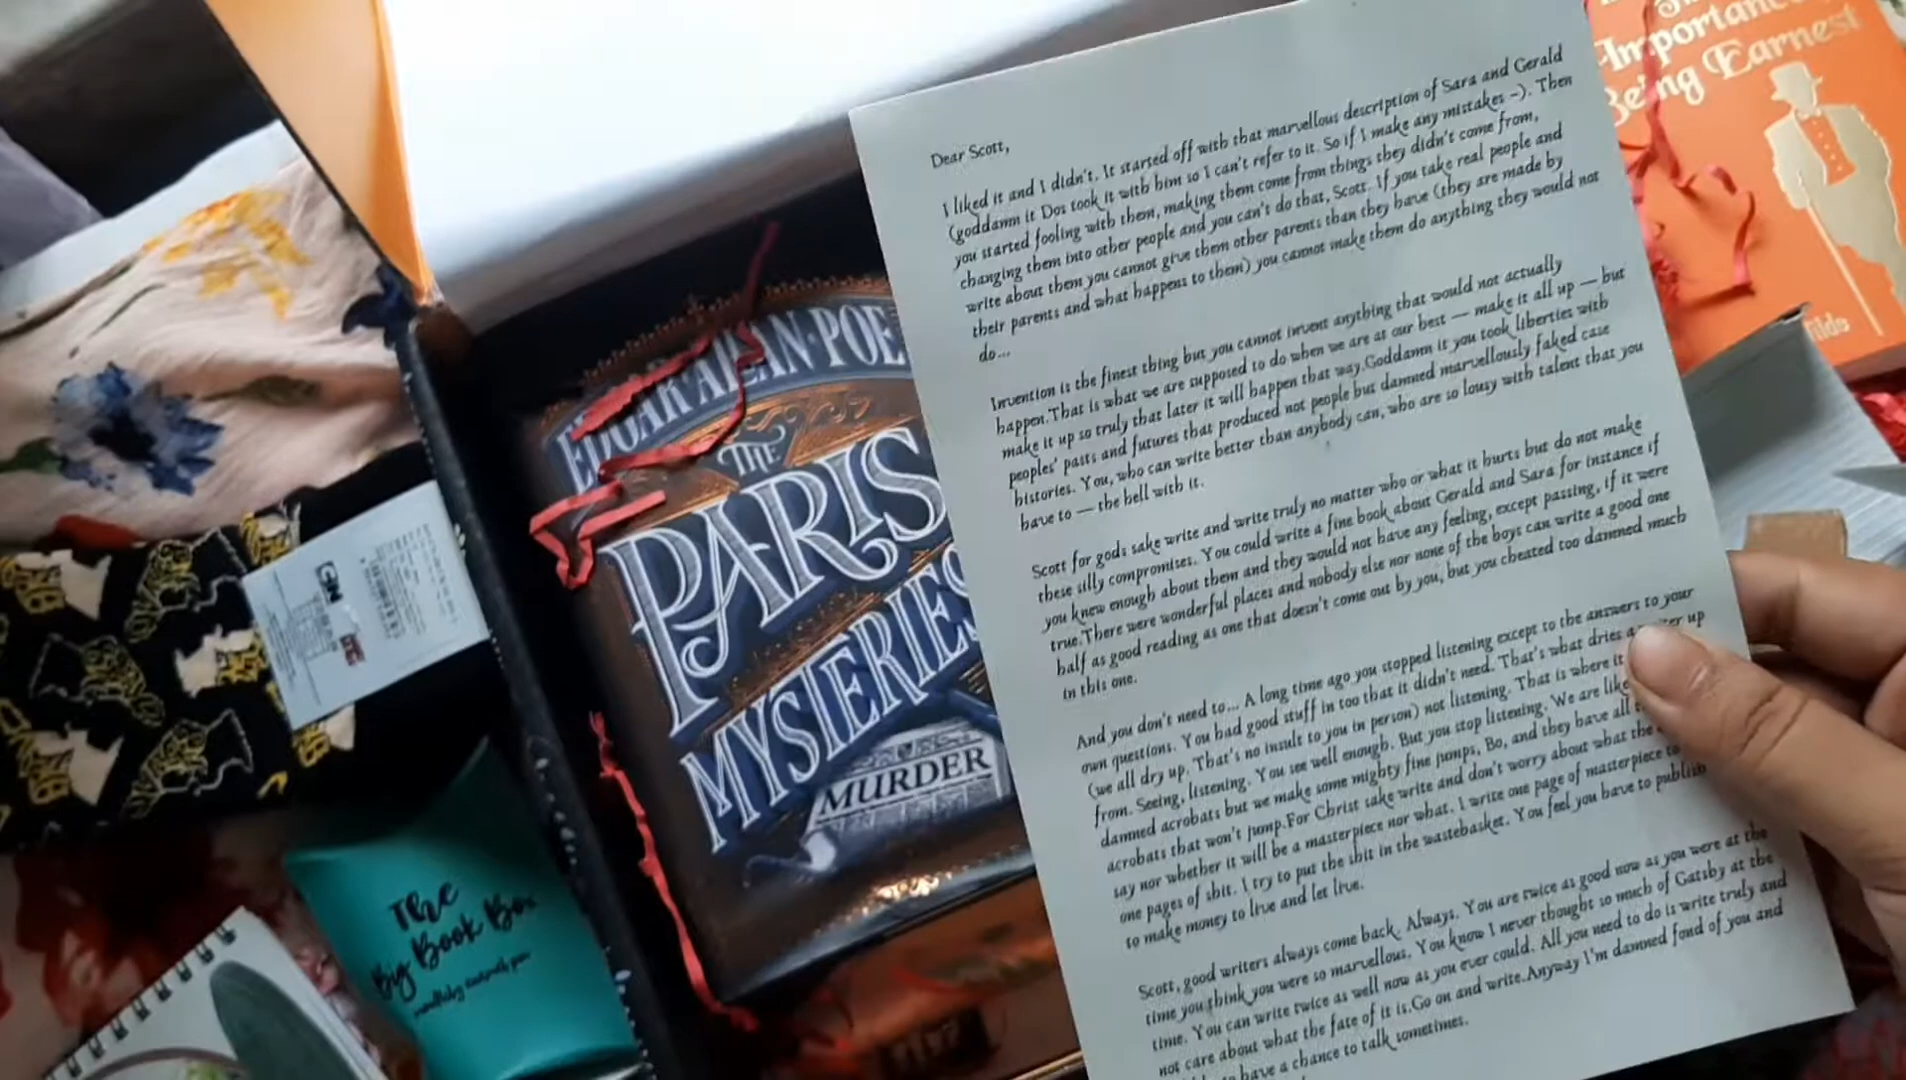 Dear Scott,
I liked it and I didn't. It started off with that marvellous description of Sara and Gerald
(goddamn it Dos took it with him so I can't refer to it. So if I make any mistakes -). Then
you started fooling with them, making them come from things they didn't come from,
changing them into other people and you can't do that, Scott. If you take real people and
write about them you cannot give them other parents than they have (they are made by
their parents and what happens to them) you cannot make them do anything they would not
do...
Invention is the finest thing but you cannot invent anything that would not actually
happen.That is what we are supposed to do when we are at our best — make it all up — but
make it up so truly that later it will happen that way.Goddamn it you took liberties with
peoples' pasts and futures that produced not people but damned marvellously faked case
histories. You, who can write better than anybody can, who are so lousy with talent that you
have to — the hell with it.
Scott for gods sake write and write truly no matter who or what it hurts but do not make
these silly compromises. You could write a fine book about Gerald and Sara for instance if
you knew enough about them and they would not have any feeling, except passing, if it were
true.There were wonderful places and nobody else nor none of the boys can write a good one
half as good reading as one that doesn't come out by you, but you cheated too damned much
in this one.
And you don't need to... A long time ago you stopped listening except to the answers to your
own questions. You had good stuff in too that it didn't need. That's what dries a up
(we all dry up. That's no insult to you in person) not listening. That is where it
from. Seeing, listening. You see well enough. But you stop listening. We are like
damned acrobats but we make some mighty fine jumps, Bo, and they have all
acrobats that won't jump.For Christ sake write and don't worry about what the
say nor whether it will be a masterpiece nor what. I write one page of masterpiece to
one pages of shit. I try to put the shit in the wastebasket. You feel you have to publish
to make money to live and let live.
Scott, good writers always come back. Always. You are twice as good now as you were at the
time you think you were so marvellous. You know I never thought so much of Gatsby at the
time. You can write twice as well now as you ever could. All you need to do is write truly and
not care about what the fate of it is.Go on and write.Anyway I'm damned fond of you and
have a chance to talk sometimes.
EDGAR ALLAN POE
THE
PARIS
MYSTERIES
MURDER
Importance
Being Earnest
The
Big Book Box